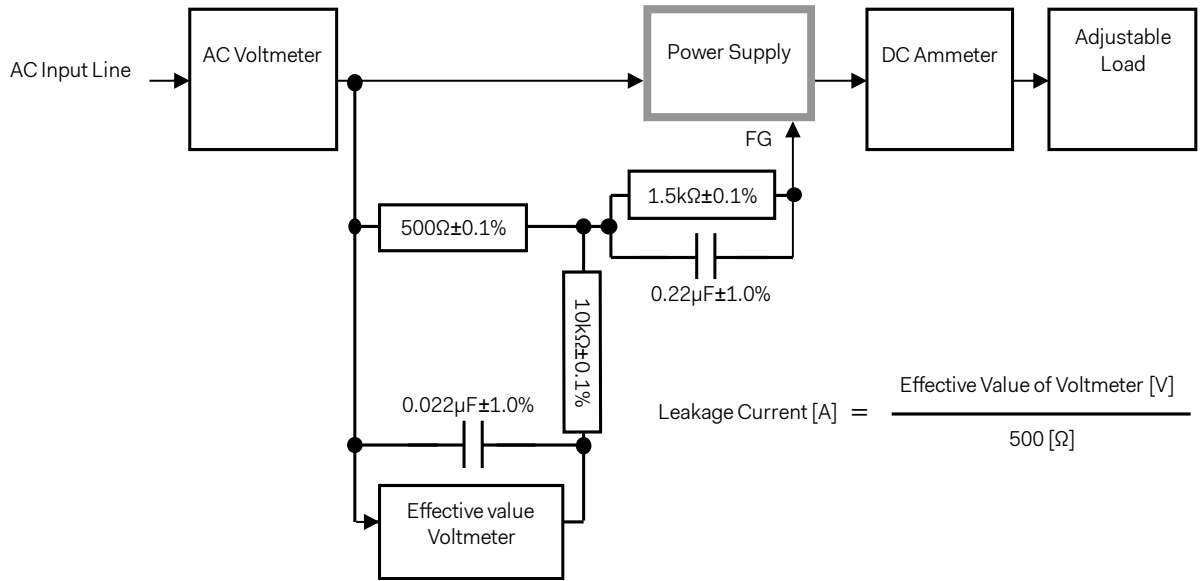 AC Input Line
AC Voltmeter
Power Supply
DC Ammeter
Adjustable
Load
FG
1.5kΩ±0.1%
500Ω±0.1%
0.22µF±1.0%
10kΩ±0.1%
0.022µF±1.0%
Effective value
Voltmeter
Leakage Current [A] =
Effective Value of Voltmeter [V]
500 [Ω]